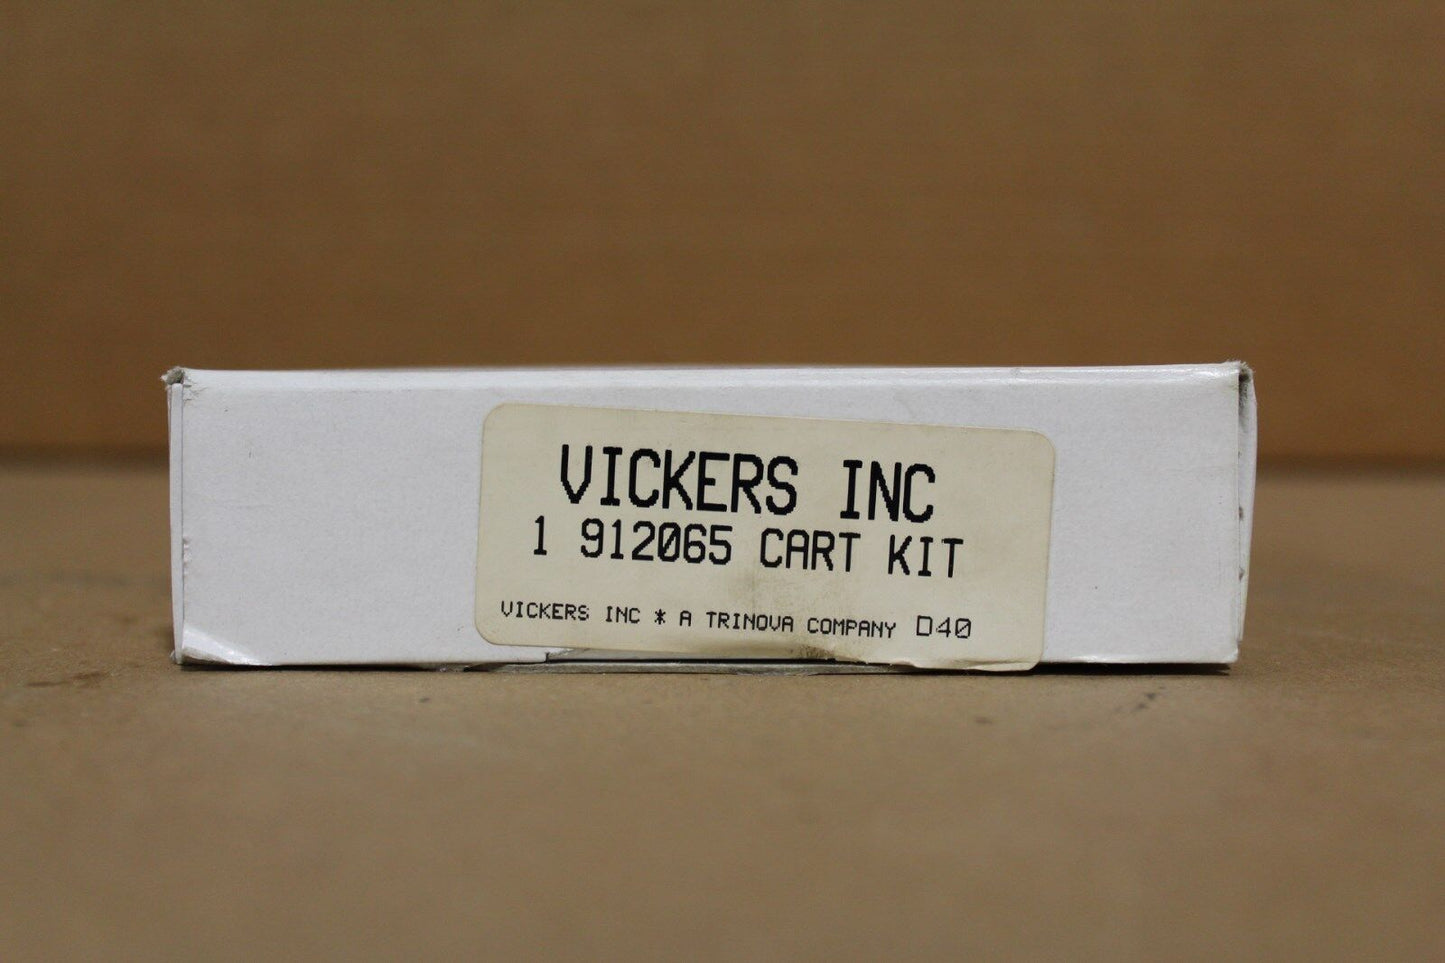 VICKERS INC
1 912065 CART KIT
VICKERS INC * A TRINOVA COMPANY D40